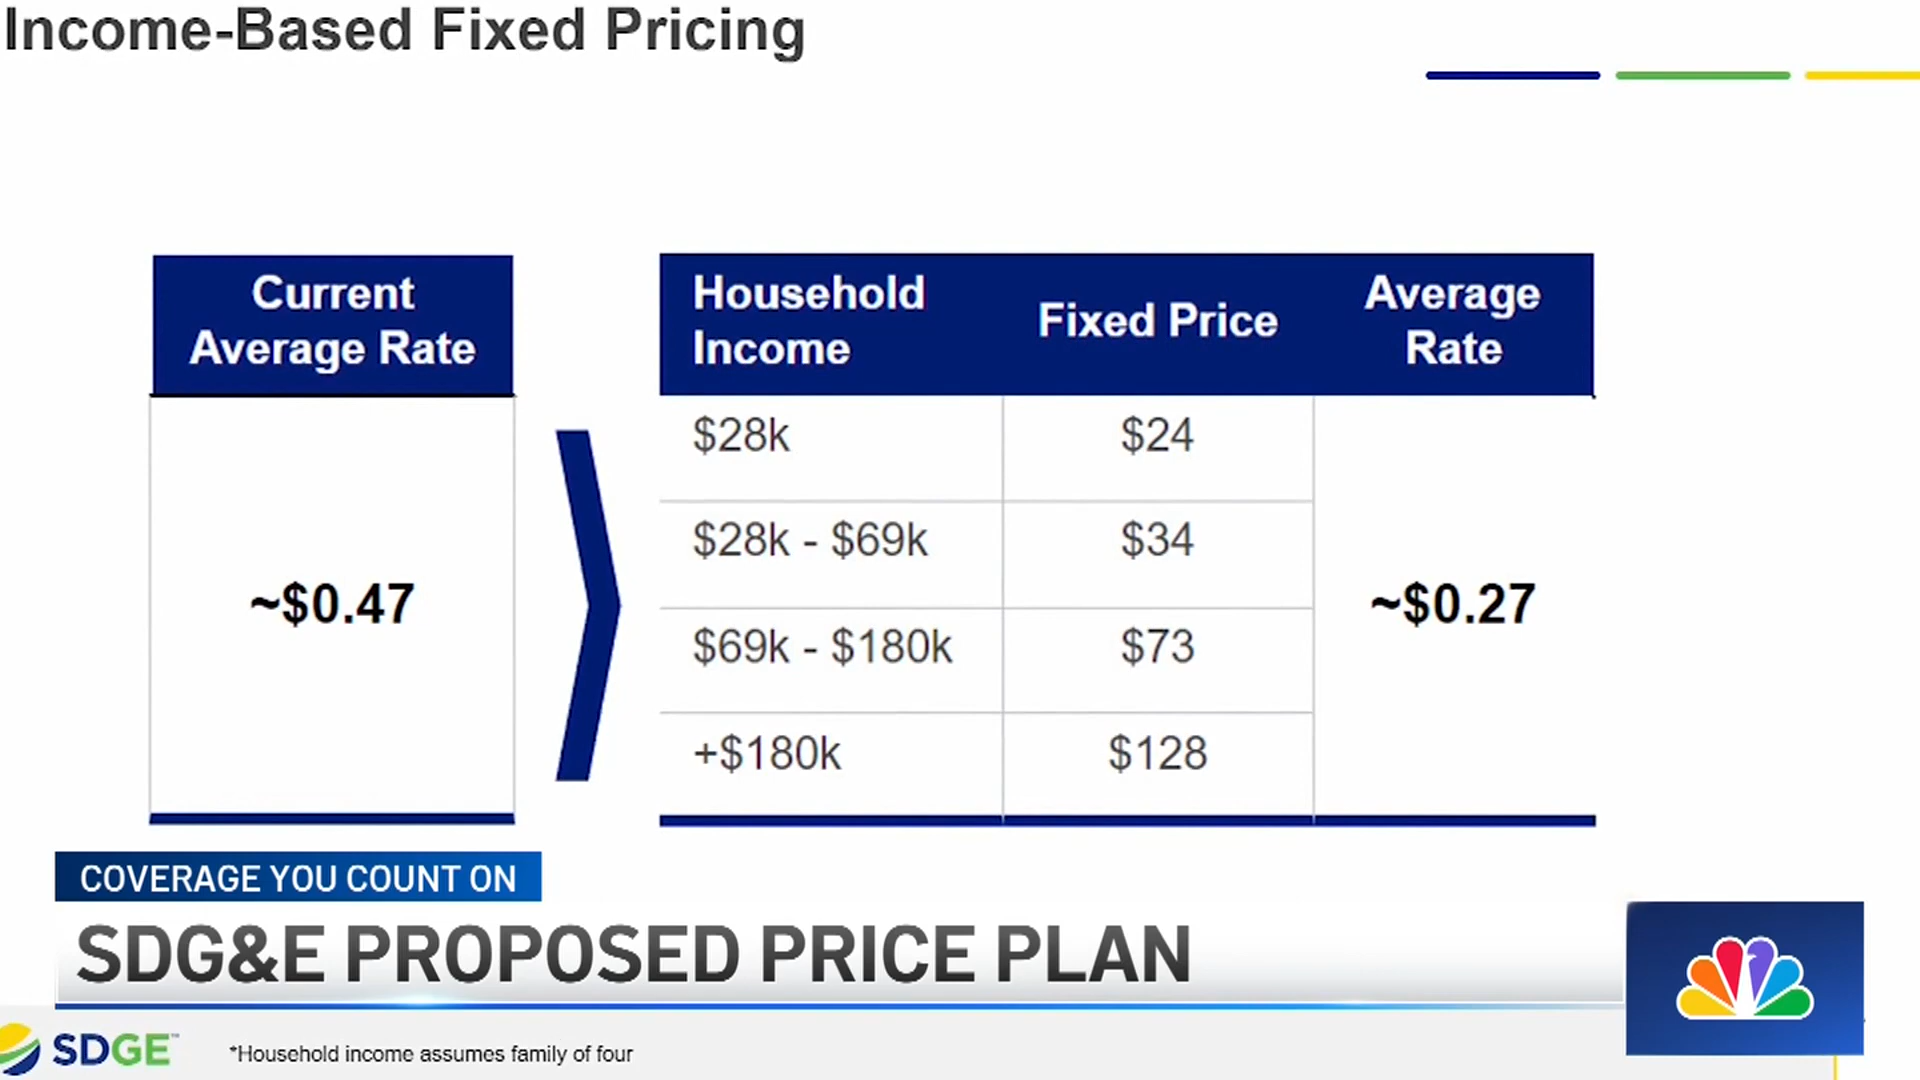 Income-Based Fixed Pricing
Current
Average Rate
~$0.47
Household
Income
Fixed Price
Average
Rate
$28k
$24
$28k - $69k
$34
$69k - $180k
$73
+$180k
$128
~$0.27
COVERAGE YOU COUNT ON
SDG&E PROPOSED PRICE PLAN
SDGE™
*Household income assumes family of four